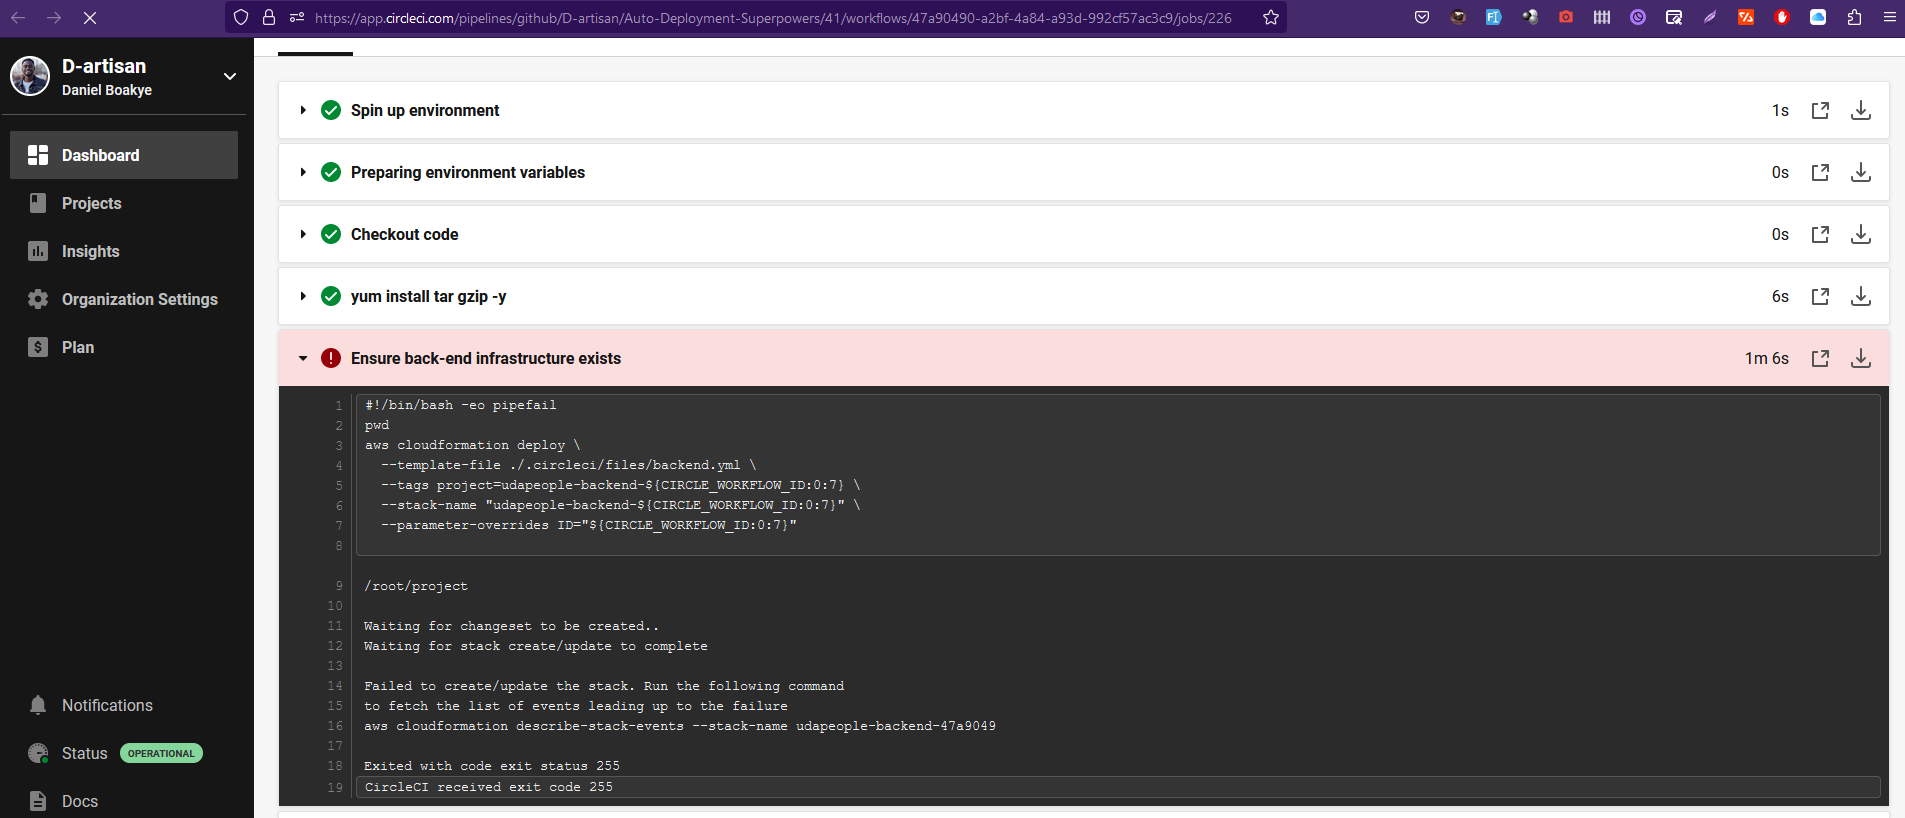 https://app.circleci.com/pipelines/github/D-artisan/Auto-Deployment-Superpowers/41/workflows/47a90490-a2bf-4a84-a93d-992cf57ac3c9/jobs/226
D-artisan
Daniel Boakye
Dashboard
Projects
Insights
Organization Settings
Plan
Notifications
Status OPERATIONAL
Docs
Spin up environment 1s
Preparing environment variables 0s
Checkout code 0s
yum install tar gzip -y 6s
Ensure back-end infrastructure exists 1m 6s
1 #!/bin/bash -eo pipefail
2 pwd
3 aws cloudformation deploy \
4 --template-file ./.circleci/files/backend.yml \
5 --tags project=udapeople-backend-${CIRCLE_WORKFLOW_ID:0:7} \
6 --stack-name "udapeople-backend-${CIRCLE_WORKFLOW_ID:0:7}" \
7 --parameter-overrides ID="${CIRCLE_WORKFLOW_ID:0:7}"
8
9 /root/project
10
11 Waiting for changeset to be created..
12 Waiting for stack create/update to complete
13
14 Failed to create/update the stack. Run the following command
15 to fetch the list of events leading up to the failure
16 aws cloudformation describe-stack-events --stack-name udapeople-backend-47a9049
17
18 Exited with code exit status 255
19 CircleCI received exit code 255